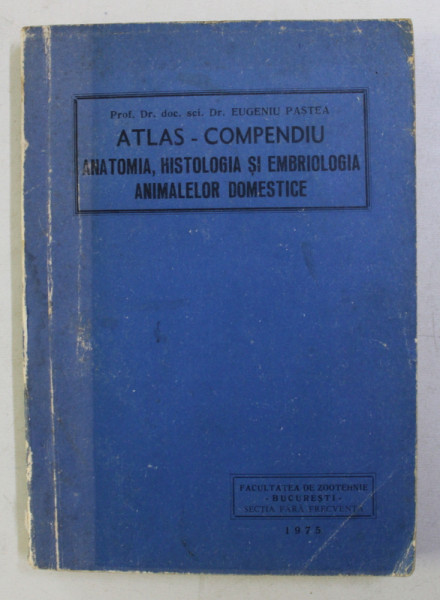 Prof. Dr. doc. sci. Dr. EUGENIU PASTEA
ATLAS - COMPENDIU
ANATOMIA, HISTOLOGIA ȘI EMBRIOLOGIA
ANIMALELOR DOMESTICE
FACULTATEA DE ZOOTEHNIE
- BUCUREȘTI -
SECȚIA FĂRĂ FRECVENȚĂ
1975